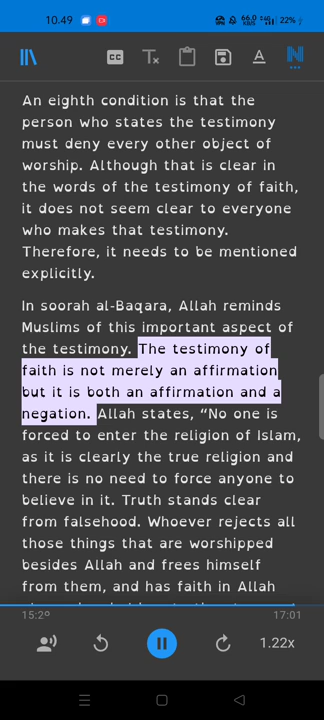 10.49
66.0 KB/S
22%
CC
An eighth condition is that the
person who states the testimony
must deny every other object of
worship. Although that is clear in
the words of the testimony of faith,
it does not seem clear to everyone
who makes that testimony.
Therefore, it needs to be mentioned
explicitly.
In soorah al-Baqara, Allah reminds
Muslims of this important aspect of
the testimony. The testimony of
faith is not merely an affirmation
but it is both an affirmation and a
negation. Allah states, “No one is
forced to enter the religion of Islam,
as it is clearly the true religion and
there is no need to force anyone to
believe in it. Truth stands clear
from falsehood. Whoever rejects all
those things that are worshipped
besides Allah and frees himself
from them, and has faith in Allah
17:01
1.22x